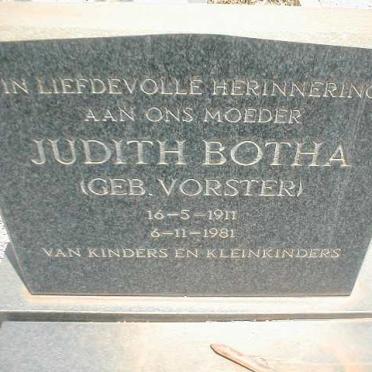 IN LIEFDEVOLLE HERINNERING
AAN ONS MOEDER
JUDITH BOTHA
(GEB. VORSTER)
16-5-1911
6-11-1981
VAN KINDERS EN KLEINKINDERS